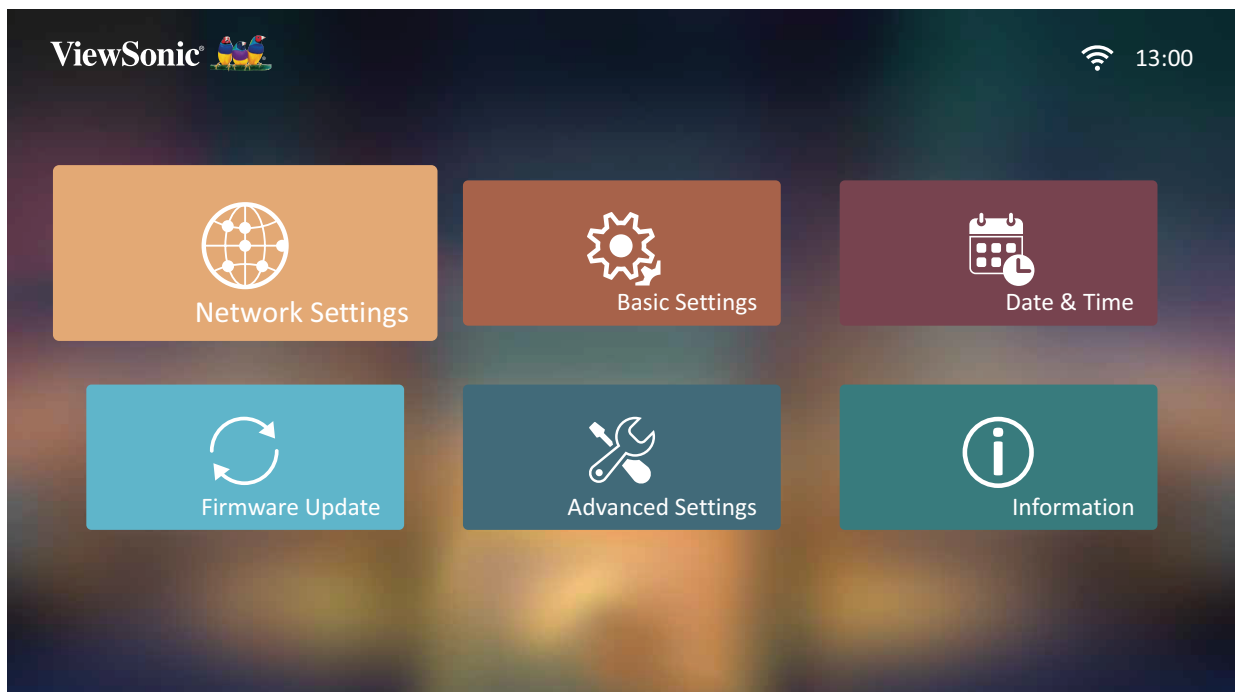 ViewSonic®
13:00
Network Settings
Basic Settings
Date & Time
Firmware Update
Advanced Settings
Information